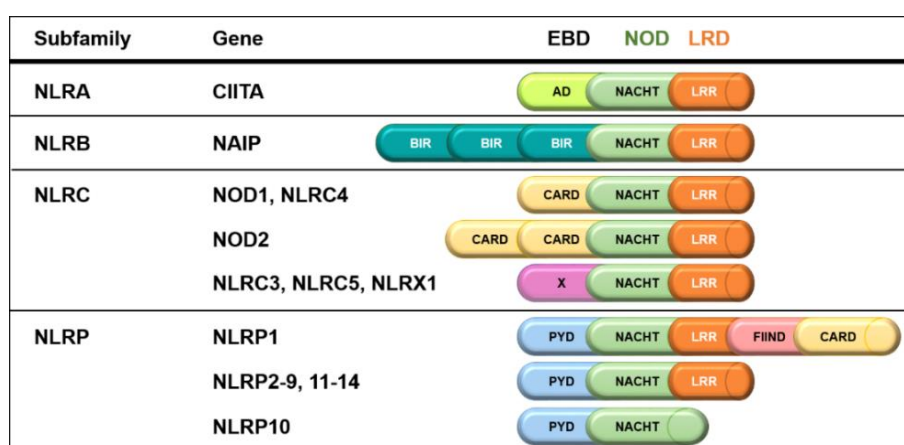 Subfamily Gene EBD NOD LRD
NLRA CIITA AD NACHT LRR
NLRB NAIP BIR BIR BIR NACHT LRR
NLRC NOD1, NLRC4 CARD NACHT LRR
NOD2 CARD CARD NACHT LRR
NLRC3, NLRC5, NLRX1 X NACHT LRR
NLRP NLRP1 PYD NACHT LRR FIIND CARD
NLRP2-9, 11-14 PYD NACHT LRR
NLRP10 PYD NACHT